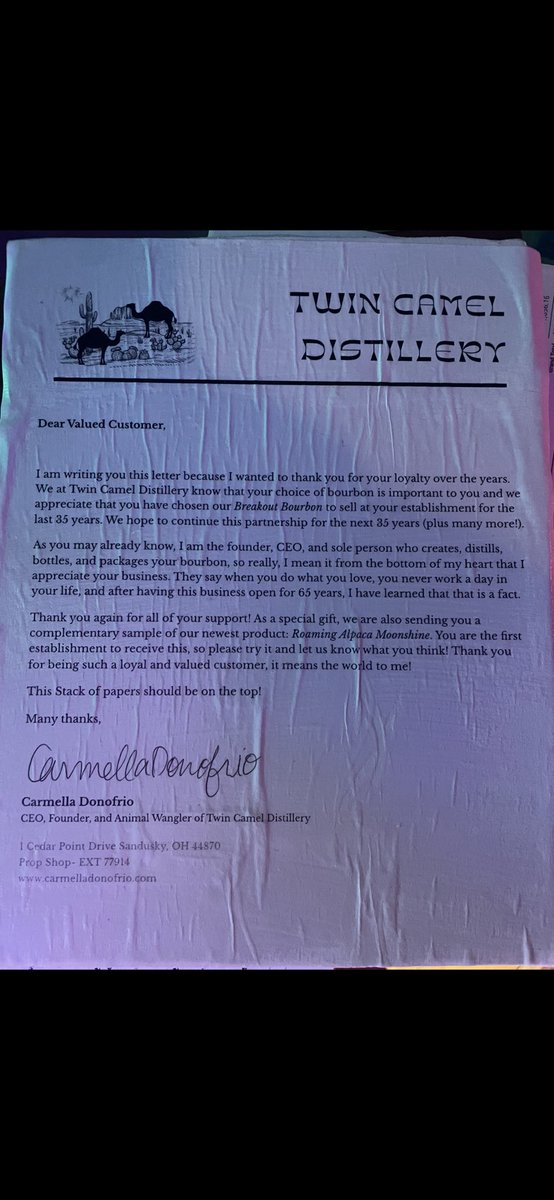 TWIN CAMEL
DISTILLERY
Dear Valued Customer,
I am writing you this letter because I wanted to thank you for your loyalty over the years.
We at Twin Camel Distillery know that your choice of bourbon is important to you and we
appreciate that you have chosen our Breakout Bourbon to sell at your establishment for the
last 35 years. We hope to continue this partnership for the next 35 years (plus many more!).
As you may already know, I am the founder, CEO, and sole person who creates, distills,
bottles, and packages your bourbon, so really, I mean it from the bottom of my heart that I
appreciate your business. They say when you do what you love, you never work a day in
your life, and after having this business open for 65 years, I have learned that that is a fact.
Thank you again for all of your support! As a special gift, we are also sending you a
complementary sample of our newest product: Roaming Alpaca Moonshine. You are the first
establishment to receive this, so please try it and let us know what you think! Thank you
for being such a loyal and valued customer, it means the world to me!
This Stack of papers should be on the top!
Many thanks,
Carmella Donofrio
Carmella Donofrio
CEO, Founder, and Animal Wrangler of Twin Camel Distillery
1 Cedar Point Drive Sandusky, OH 44870
Prop Shop- EXT 77914
www.carmelladonofrio.com